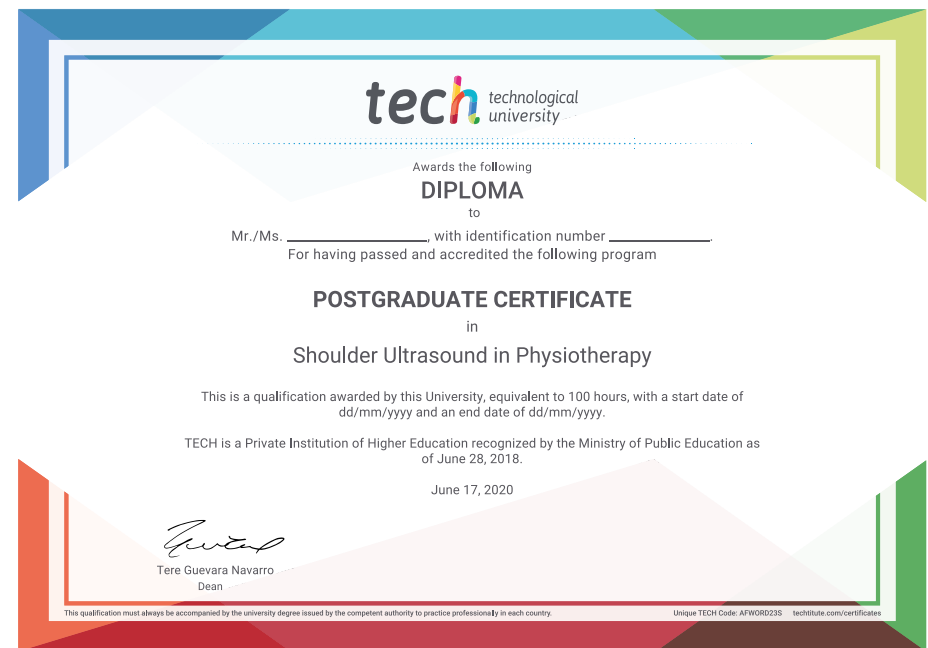 tech technological
university
Awards the following
DIPLOMA
to
Mr./Ms. ____________, with identification number ____________.
For having passed and accredited the following program
POSTGRADUATE CERTIFICATE
in
Shoulder Ultrasound in Physiotherapy
This is a qualification awarded by this University, equivalent to 100 hours, with a start date of
dd/mm/yyyy and an end date of dd/mm/yyyy.
TECH is a Private Institution of Higher Education recognized by the Ministry of Public Education as
of June 28, 2018.
June 17, 2020
Tere Guevara Navarro
Dean
This qualification must always be accompanied by the university degree issued by the competent authority to practice professionally in each country. Unique TECH Code: AFWORD23S techtitute.com/certificates